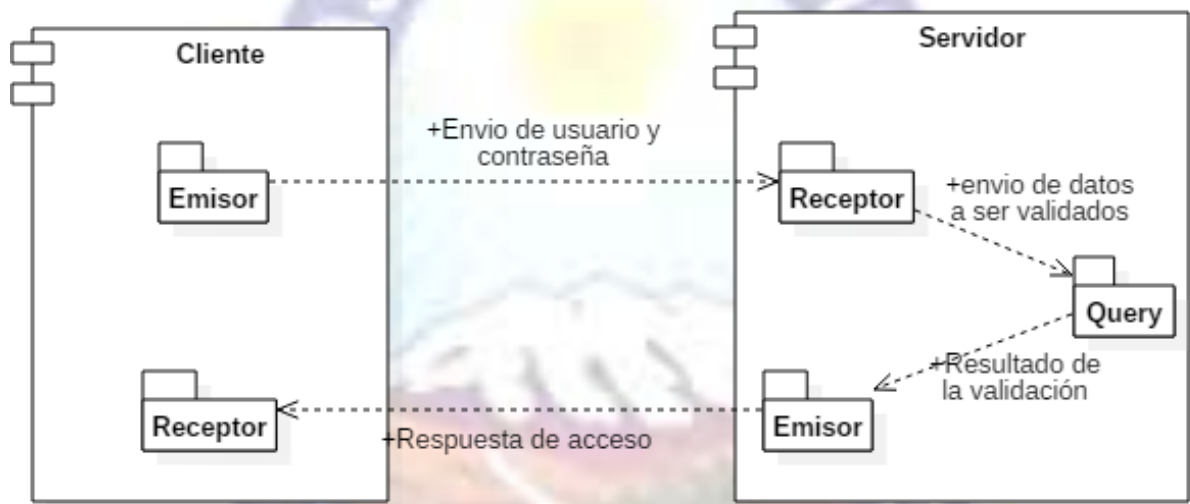 Cliente
Servidor
+Envio de usuario y
contraseña
Emisor
Receptor
+envio de datos
a ser validados
Query
+Resultado de
la validación
Receptor
+Respuesta de acceso
Emisor